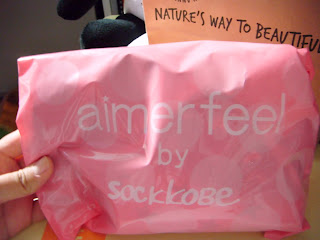 NATURE'S WAY TO BEAUTIFU
aimerfeel
by
sockkobe